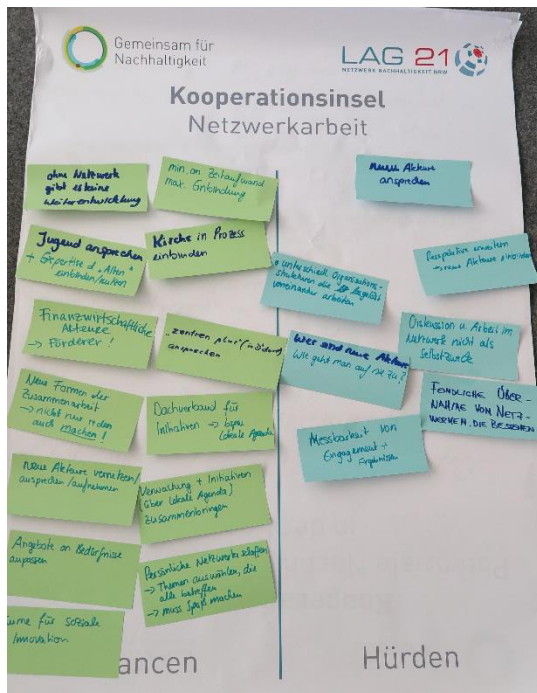 Gemeinsam für
Nachhaltigkeit
LAG 21
NETZWERK NACHHALTIGKEIT NRW
Kooperationsinsel
Netzwerkarbeit
ohne Netzwerk
gibt es keine
Weiterentwicklung
min. an Zeitaufwand
max. Einbindung
Jugend ansprechen
+ Expertise d. "Alten"
einbinden/nutzen
Kirche in Prozess
einbinden
Finanzwirtschaftliche
Akteure
→ Förderer!
"zentren plus"
ansprechen
Neue Formen der
Zusammenarbeit
→ nicht nur reden
auch machen!
Dachverband für
Initiativen → bspw.
Lokale Agenda
neue Akteure vernetzen/
ansprechen/aufnehmen
Verwaltung + Initiativen
(über Lokale Agenda)
zusammenbringen
Angebote an Bedürfnisse
anpassen
Persönliche Netzwerke schaffen
→ Themen auswählen, die
alle betreffen
→ muss Spaß machen
für soziale
Innovation
ancen
neue Akteure
ansprechen
Perspektive erweitern
→ neue Akteure einbinden
unterschiedl. Organisations-
strukturen die
voneinander arbeiten
Diskussion u. Arbeit im
Netzwerk nicht als
Selbstzweck
Wer sind neue Akteure
Wie geht man auf sie zu?
FEINDLICHE ÜBER-
NAHME VON NETZ-
WERKEN, DIE BESTEHEN
Messbarkeit von
Engagement +
Ergebnissen
Hürden